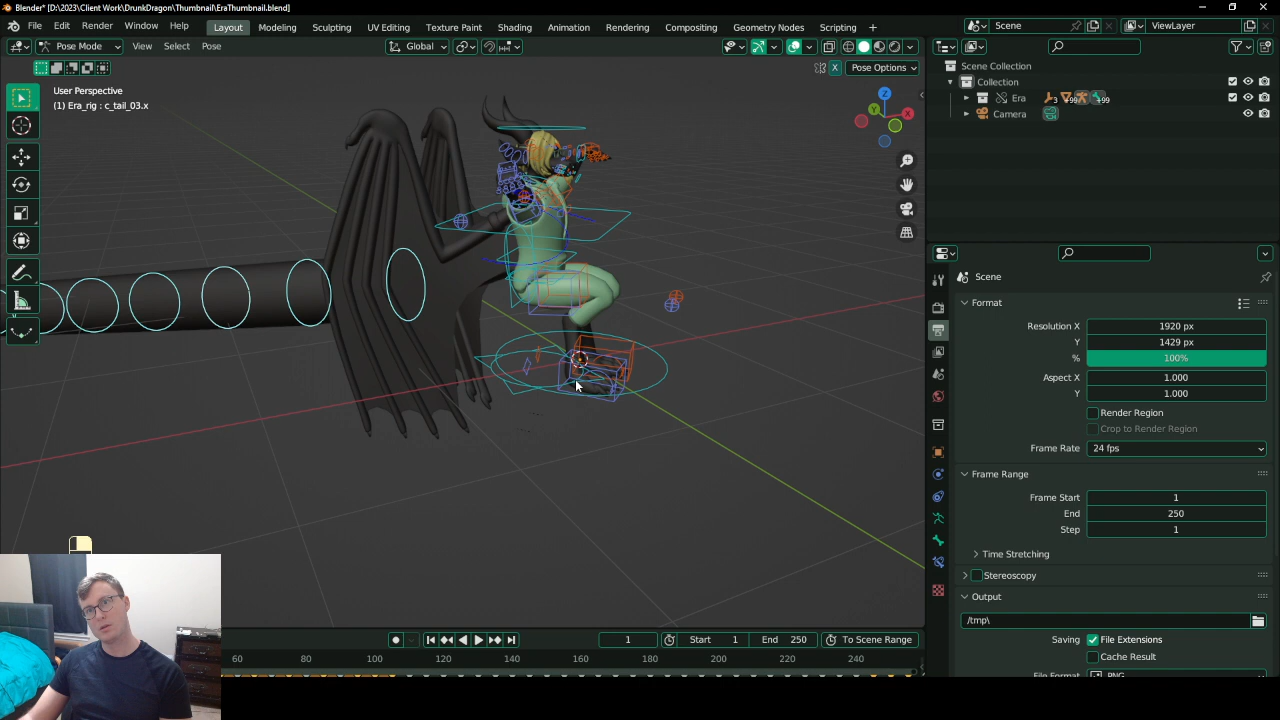 Blender* [D:\2023\Client Work\DrunkDragon\Thumbnail\EraThumbnail.blend]
File Edit Render Window Help Layout Modeling Sculpting UV Editing Texture Paint Shading Animation Rendering Compositing Geometry Nodes Scripting + Scene ViewLayer
Pose Mode View Select Pose Global
X Pose Options
User Perspective
(1) Era_rig : c_tail_03.x
Z
Y
X
Scene Collection
Collection
Era 3 +99 +99
Camera
Scene
Format
Resolution X 1920 px
Y 1429 px
% 100%
Aspect X 1.000
Y 1.000
Render Region
Crop to Render Region
Frame Rate 24 fps
Frame Range
Frame Start 1
End 250
Step 1
Time Stretching
Stereoscopy
Output
/tmp\
Saving File Extensions
Cache Result
1 Start 1 End 250 To Scene Range
60 80 100 120 140 160 180 200 220 240